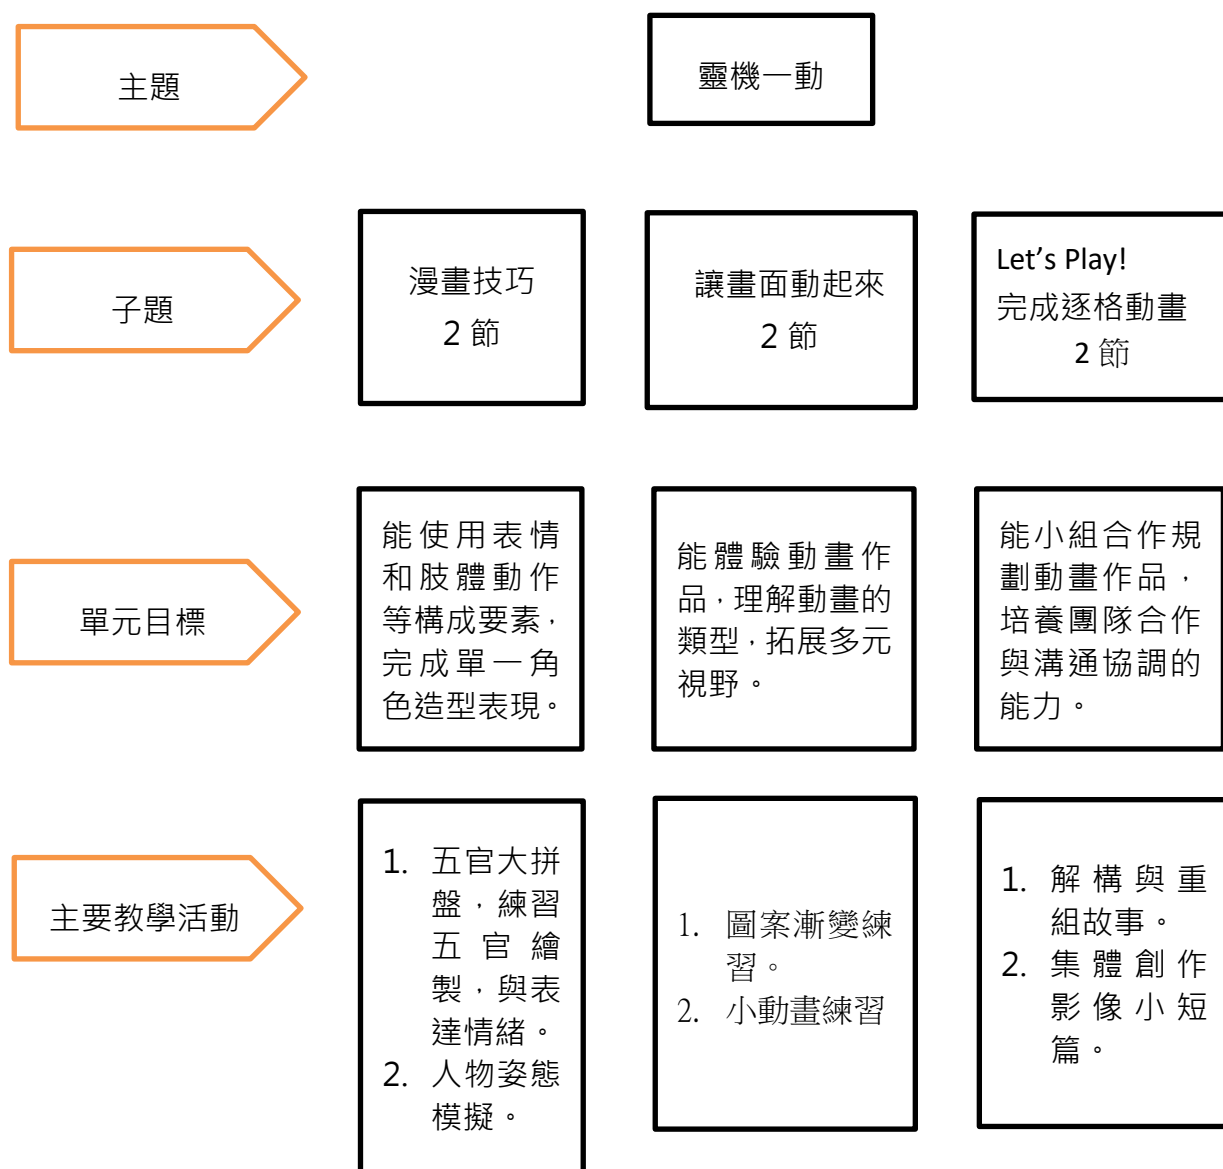 主題
靈機一動
子題
漫畫技巧
2 節
讓畫面動起來
2 節
Let's Play!
完成逐格動畫
2 節
單元目標
能使用表情
和肢體動作
等構成要素，
完成單一角
色造型表現。
能體驗動畫作
品，理解動畫的
類型，拓展多元
視野。
能小組合作規
劃動畫作品，
培養團隊合作
與溝通協調的
能力。
主要教學活動
1. 五官大拼
盤，練習
五官繪
製，與表
達情緒。
2. 人物姿態
模擬。
1. 圖案漸變練
習。
2. 小動畫練習
1. 解構與重
組故事。
2. 集體創作
影像小短
篇。